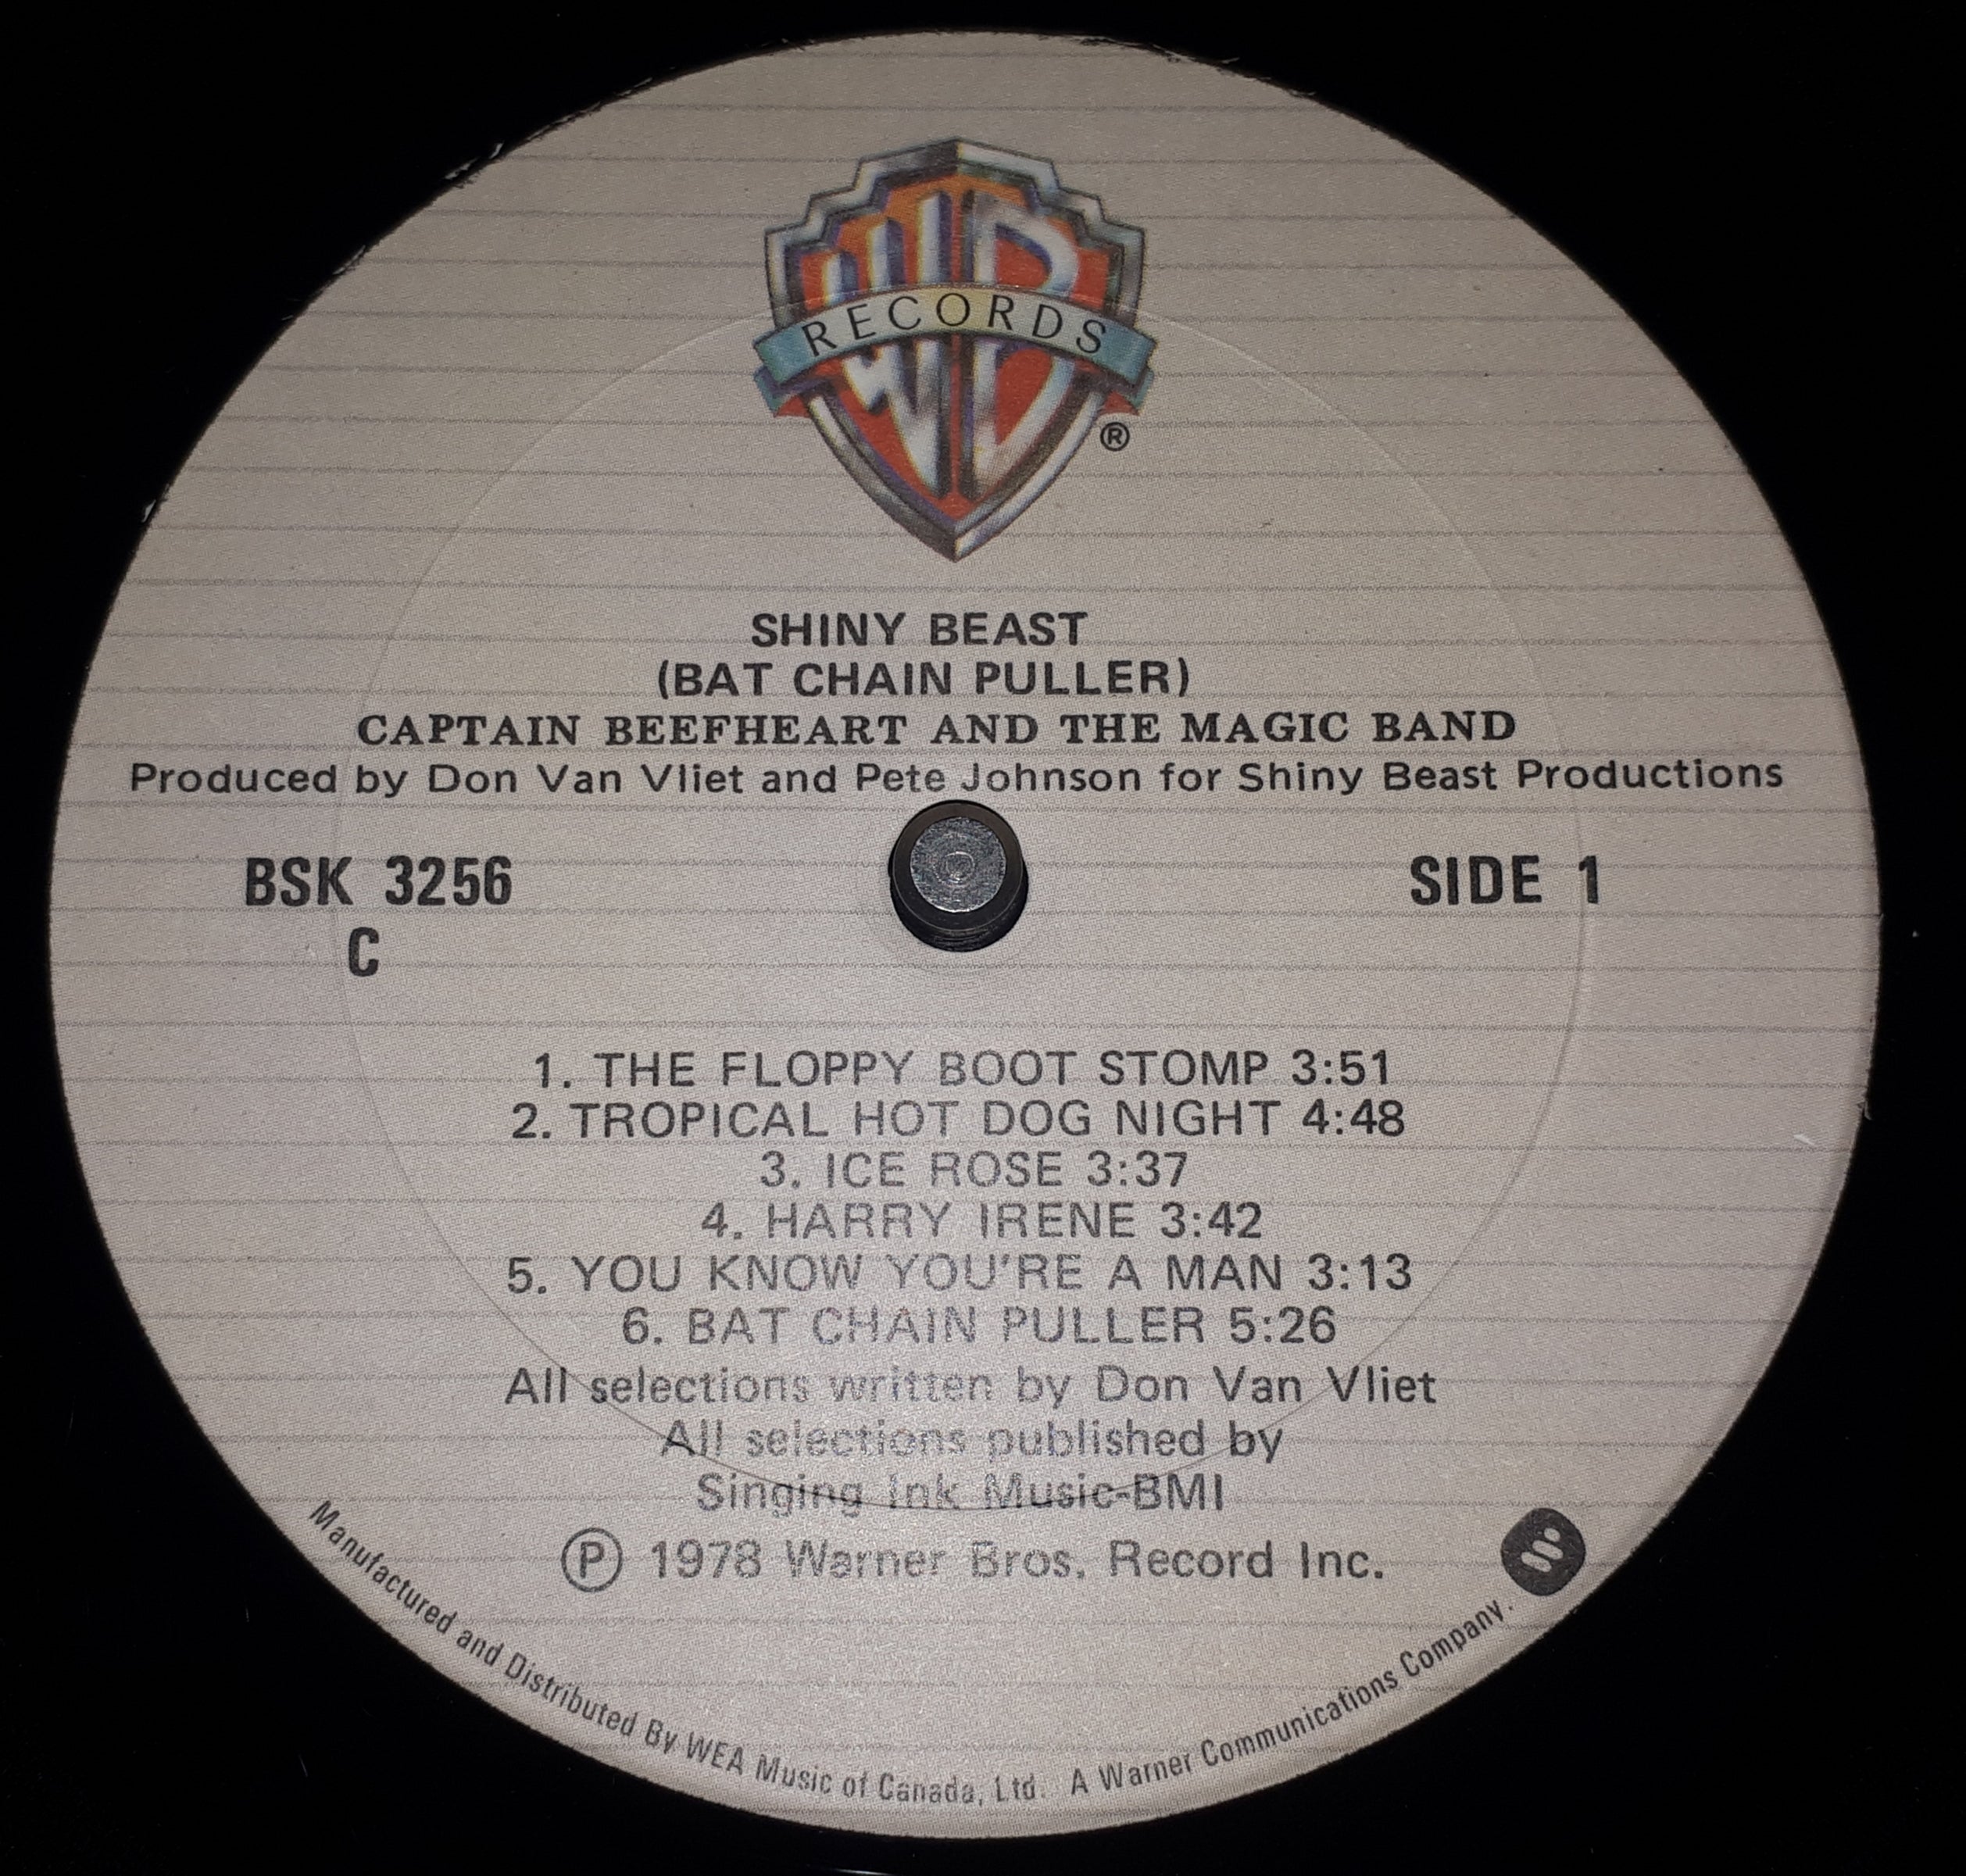 WB
RECORDS
®
SHINY BEAST
(BAT CHAIN PULLER)
CAPTAIN BEEFHEART AND THE MAGIC BAND
Produced by Don Van Vliet and Pete Johnson for Shiny Beast Productions
BSK 3256
SIDE 1
C
1. THE FLOPPY BOOT STOMP 3:51
2. TROPICAL HOT DOG NIGHT 4:48
3. ICE ROSE 3:37
4. HARRY IRENE 3:42
5. YOU KNOW YOU'RE A MAN 3:13
6. BAT CHAIN PULLER 5:26
All selections written by Don Van Vliet
All selections published by
Singing Ink Music-BMI
℗ 1978 Warner Bros. Record Inc.
Manufactured and Distributed By WEA Music of Canada, Ltd. A Warner Communications Company.